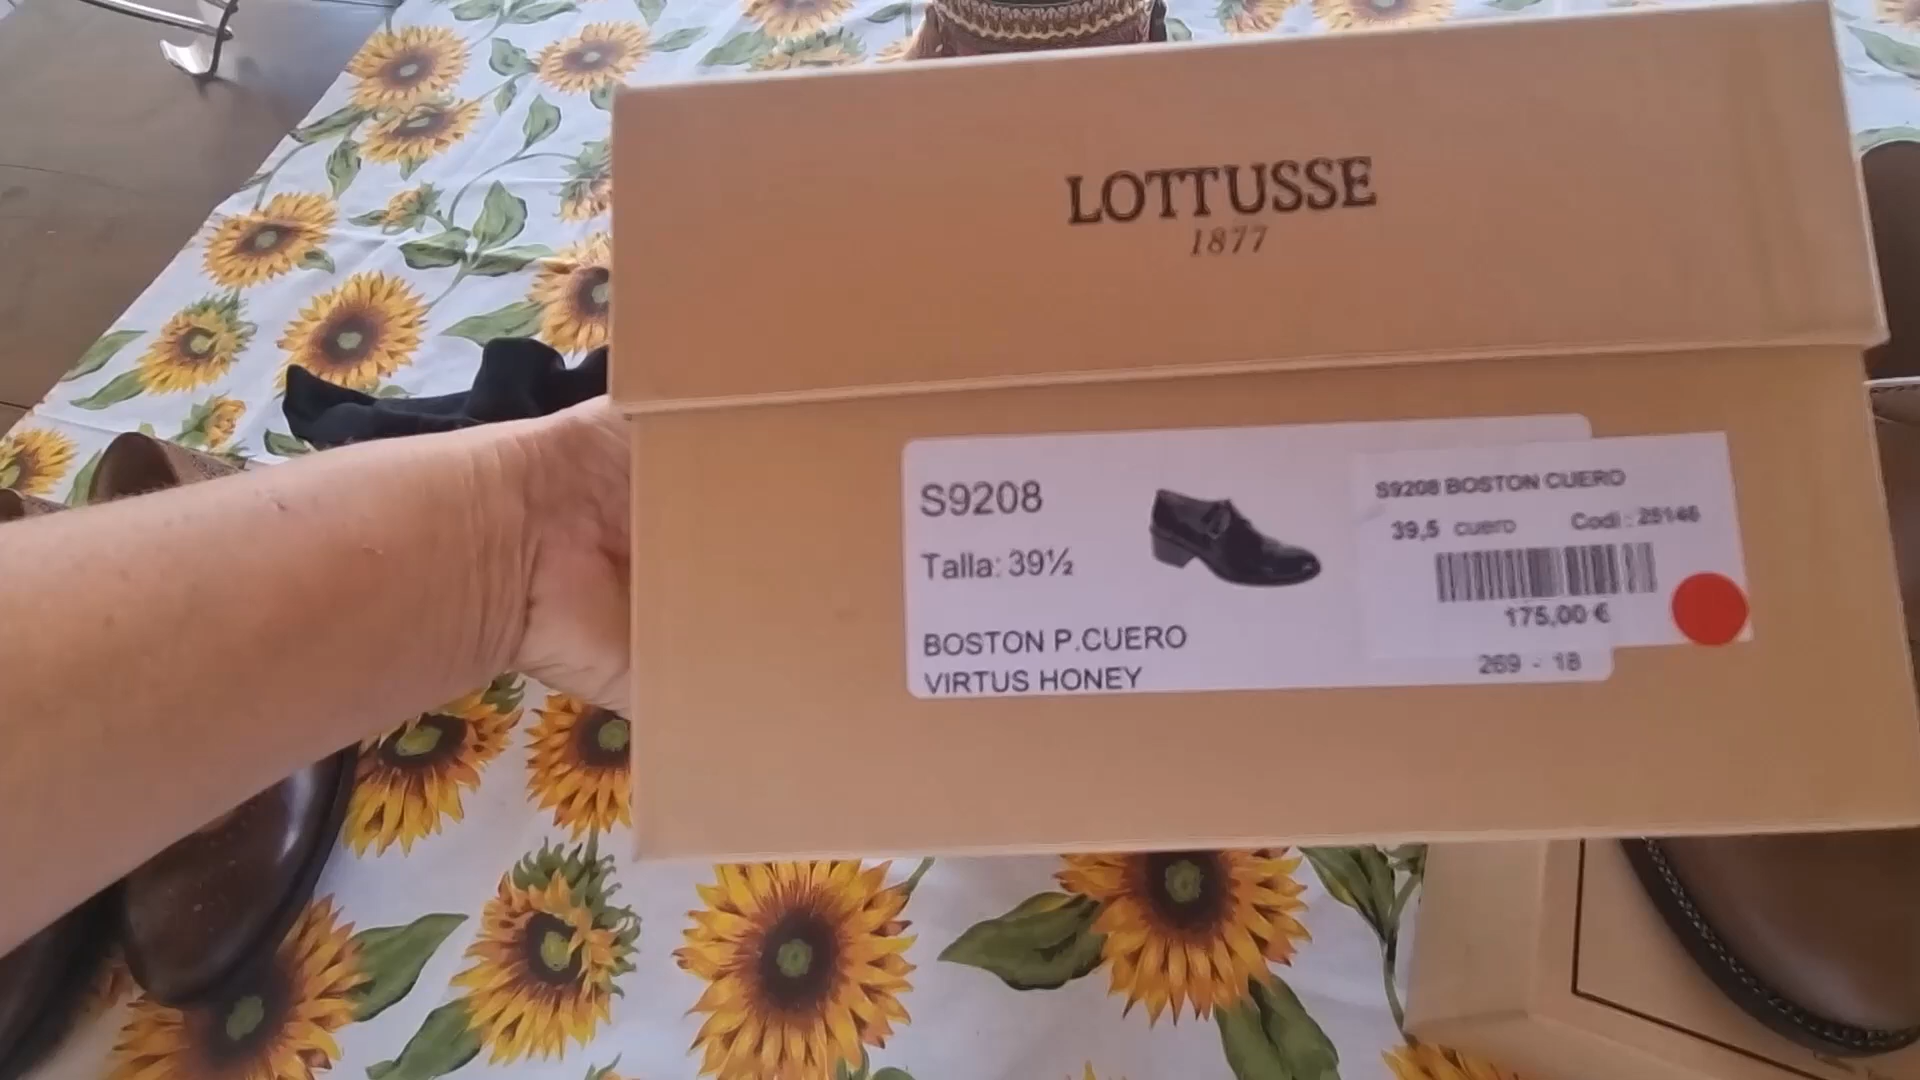 LOTTUSSE
1877
S9208
Talla: 39½
BOSTON P.CUERO
VIRTUS HONEY
S9208 BOSTON CUERO
39,5 cuero Codi : 25146
175,00 €
269 - 18